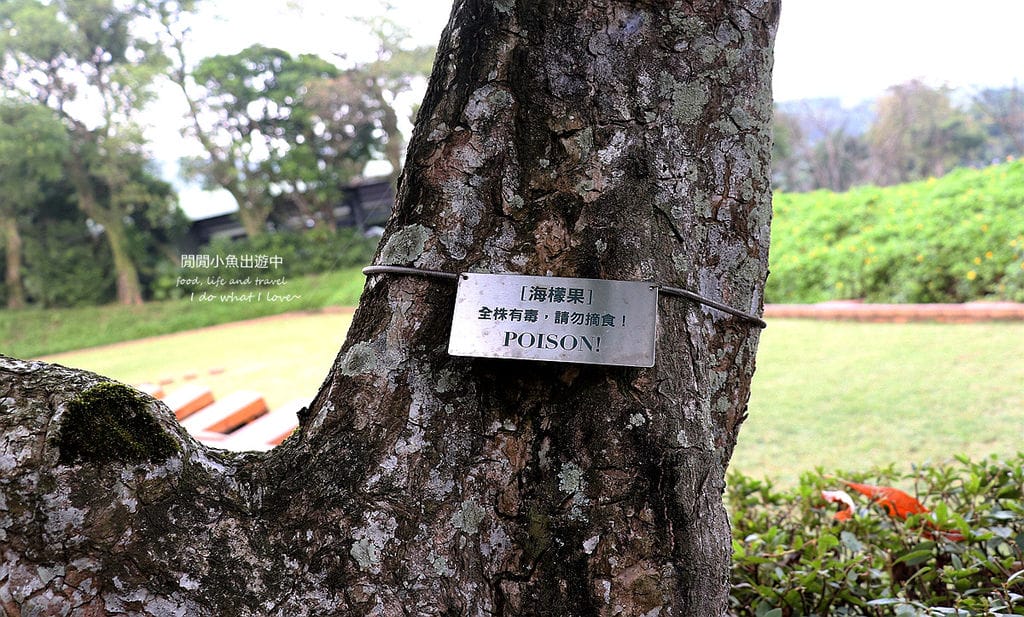 閒閒小魚出遊中
food, life and travel
I do what I love~
[海檬果]
全株有毒，請勿摘食！
POISON!